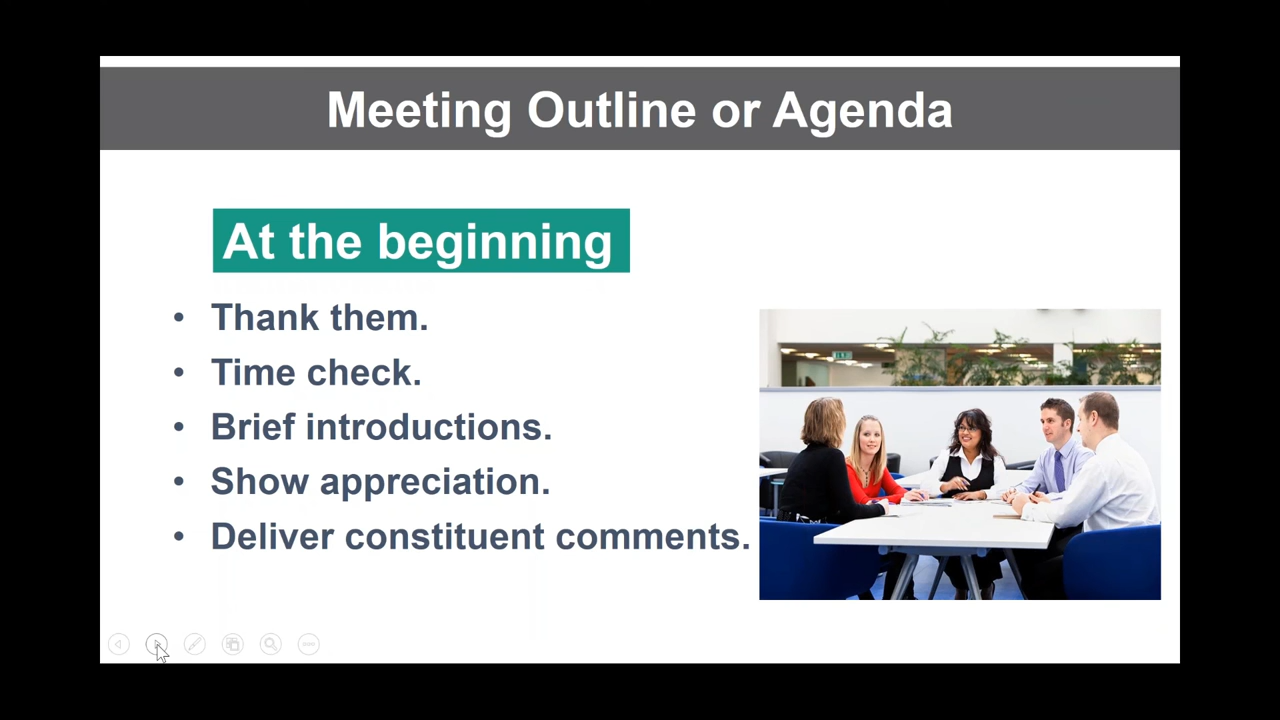 Meeting Outline or Agenda
At the beginning
• Thank them.
• Time check.
• Brief introductions.
• Show appreciation.
• Deliver constituent comments.